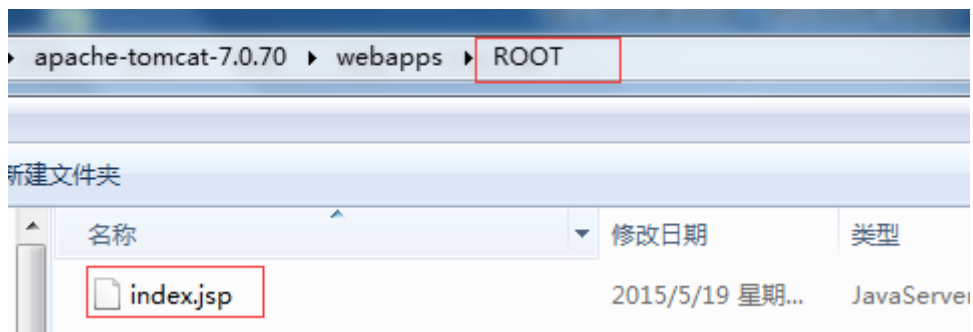 apache-tomcat-7.0.70 webapps ROOT
新建文件夹
名称 修改日期 类型
index.jsp 2015/5/19 星期... JavaServer